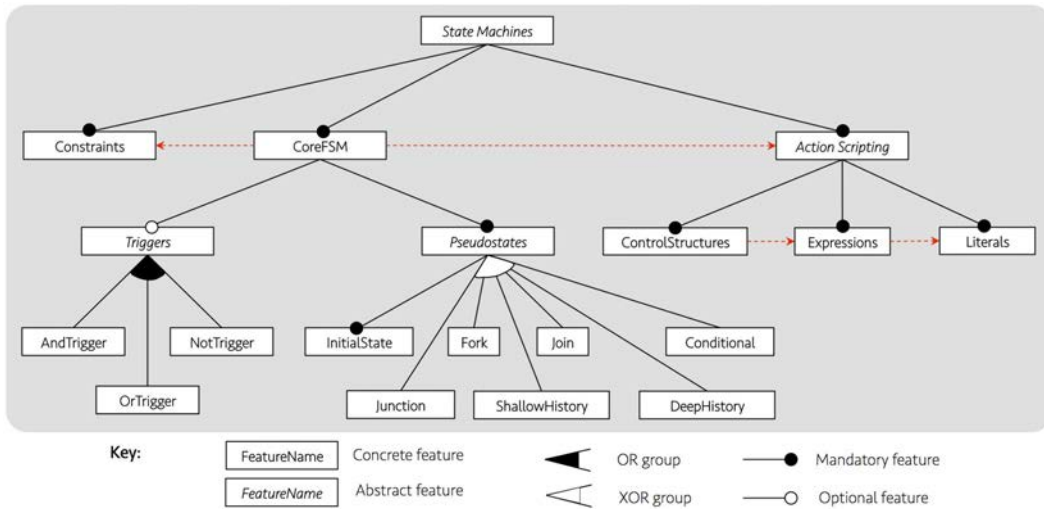 State Machines
Constraints
CoreFSM
Action Scripting
Triggers
Pseudostates
ControlStructures
Expressions
Literals
AndTrigger
NotTrigger
InitialState
Fork
Join
Conditional
OrTrigger
Junction
ShallowHistory
DeepHistory
Key:
FeatureName
Concrete feature
OR group
Mandatory feature
FeatureName
Abstract feature
XOR group
Optional feature